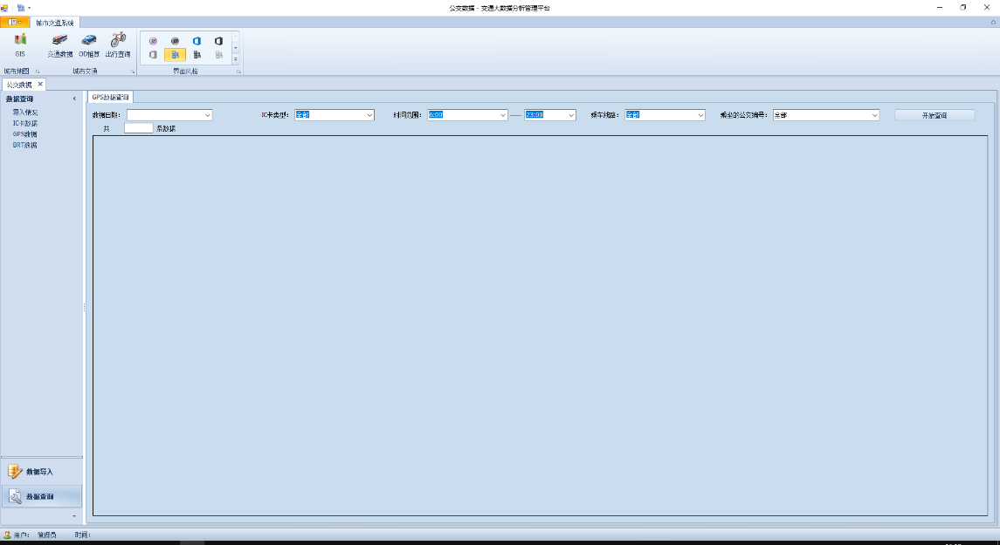 公交数据 - 交通大数据分析管理平台
城市交通系统
GIS
交通数据 OD推算 出行查询
城市地图 城市交通 界面风格
公交数据
数据查询
导入情况
IC卡数据
GPS数据
BRT数据
GPS数据查询
数据日期： IC卡类型： 全部 时间范围： 6:00 — 23:00 乘车线路： 全部 乘坐的公交编号： 全部 开始查询
共 条数据
数据导入
数据查询
用户： 管理员 时间：